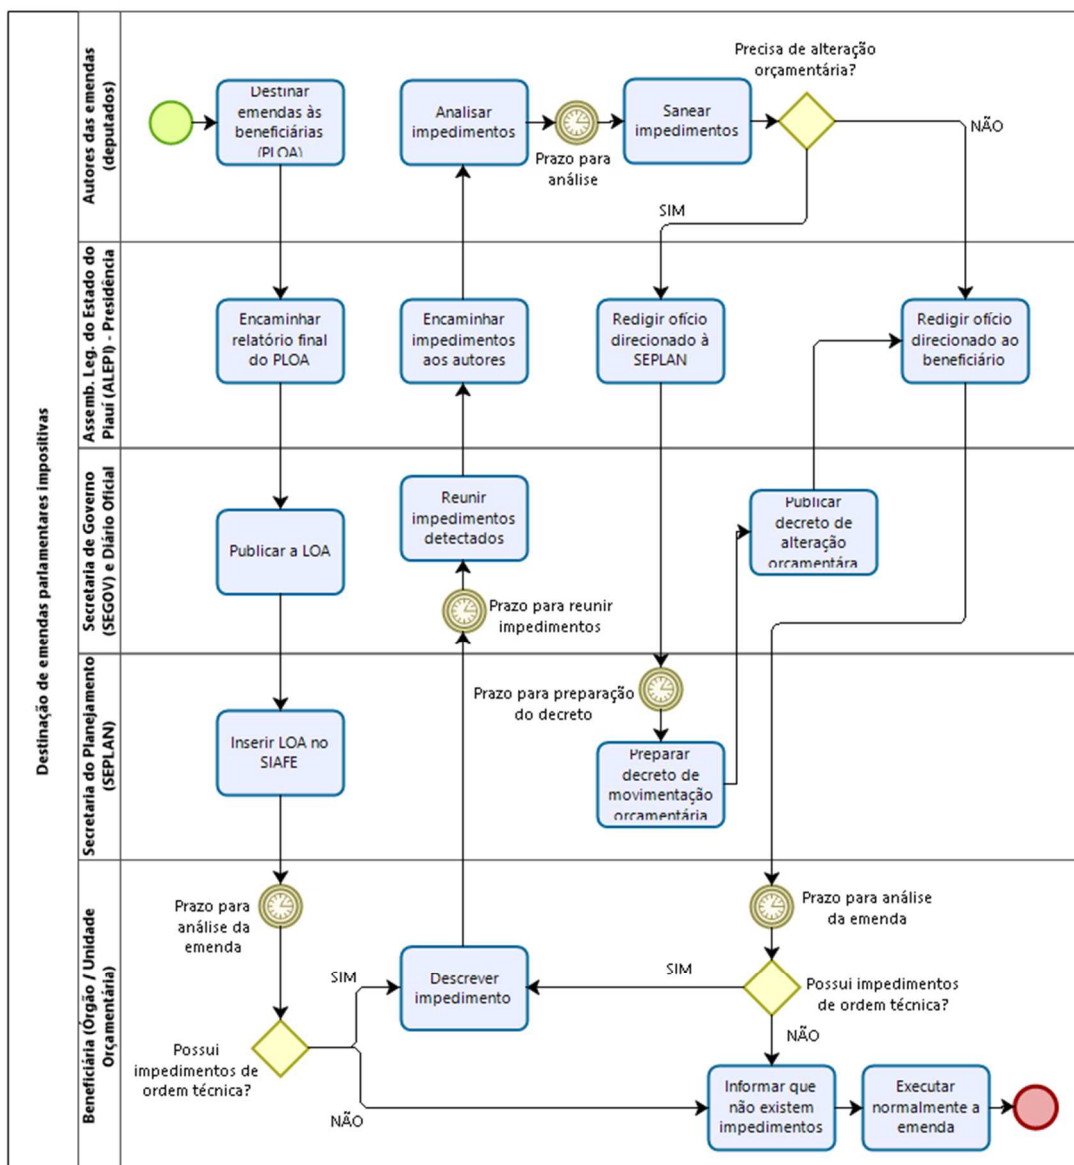 Destinação de emendas parlamentares impositivas
Autores das emendas
(deputados)
Destinar
emendas às
beneficiárias
(PLOA)
Analisar
impedimentos
Prazo para
análise
Sanear
impedimentos
Precisa de alteração
orçamentária?
NÃO
SIM
Assemb. Leg. do Estado do
Piauí (ALEPI) - Presidência
Encaminhar
relatório final
do PLOA
Encaminhar
impedimentos
aos autores
Redigir ofício
direcionado à
SEPLAN
Redigir ofício
direcionado ao
beneficiário
Secretaria de Governo
(SEGOV) e Diário Oficial
Publicar a LOA
Reunir
impedimentos
detectados
Prazo para reunir
impedimentos
Publicar
decreto de
alteração
orçamentára
Secretaria do Planejamento
(SEPLAN)
Inserir LOA no
SIAFE
Prazo para preparação
do decreto
Preparar
decreto de
movimentação
orçamentária
Beneficiária (Órgão / Unidade
Orçamentária)
Prazo para
análise da
emenda
Possui
impedimentos de
ordem técnica?
SIM
NÃO
Descrever
impedimento
Prazo para análise
da emenda
SIM
Possui impedimentos
de ordem técnica?
NÃO
Informar que
não existem
impedimentos
Executar
normalmente a
emenda